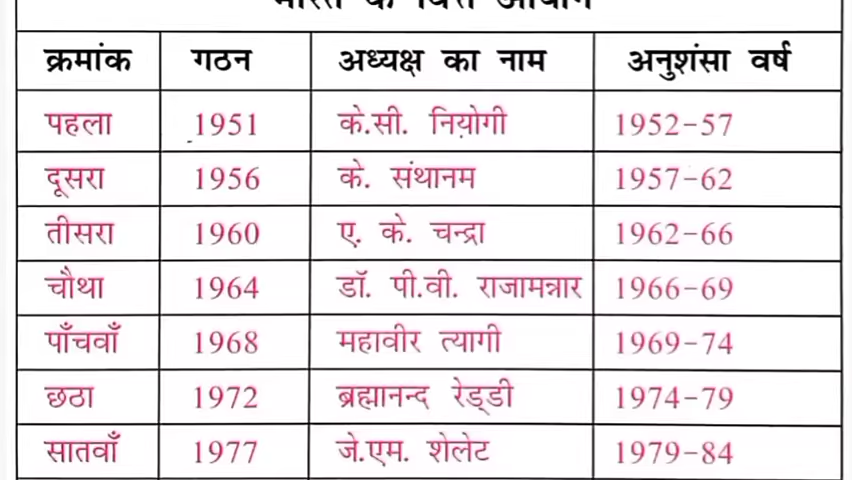 भारत के वित्त आयोग
क्रमांक गठन अध्यक्ष का नाम अनुशंसा वर्ष
पहला 1951 के.सी. नियोगी 1952-57
दूसरा 1956 के. संथानम 1957-62
तीसरा 1960 ए. के. चन्द्रा 1962-66
चौथा 1964 डॉ. पी.वी. राजामन्नार 1966-69
पाँचवाँ 1968 महावीर त्यागी 1969-74
छठा 1972 ब्रह्मानन्द रेड्डी 1974-79
सातवाँ 1977 जे.एम. शेलेट 1979-84